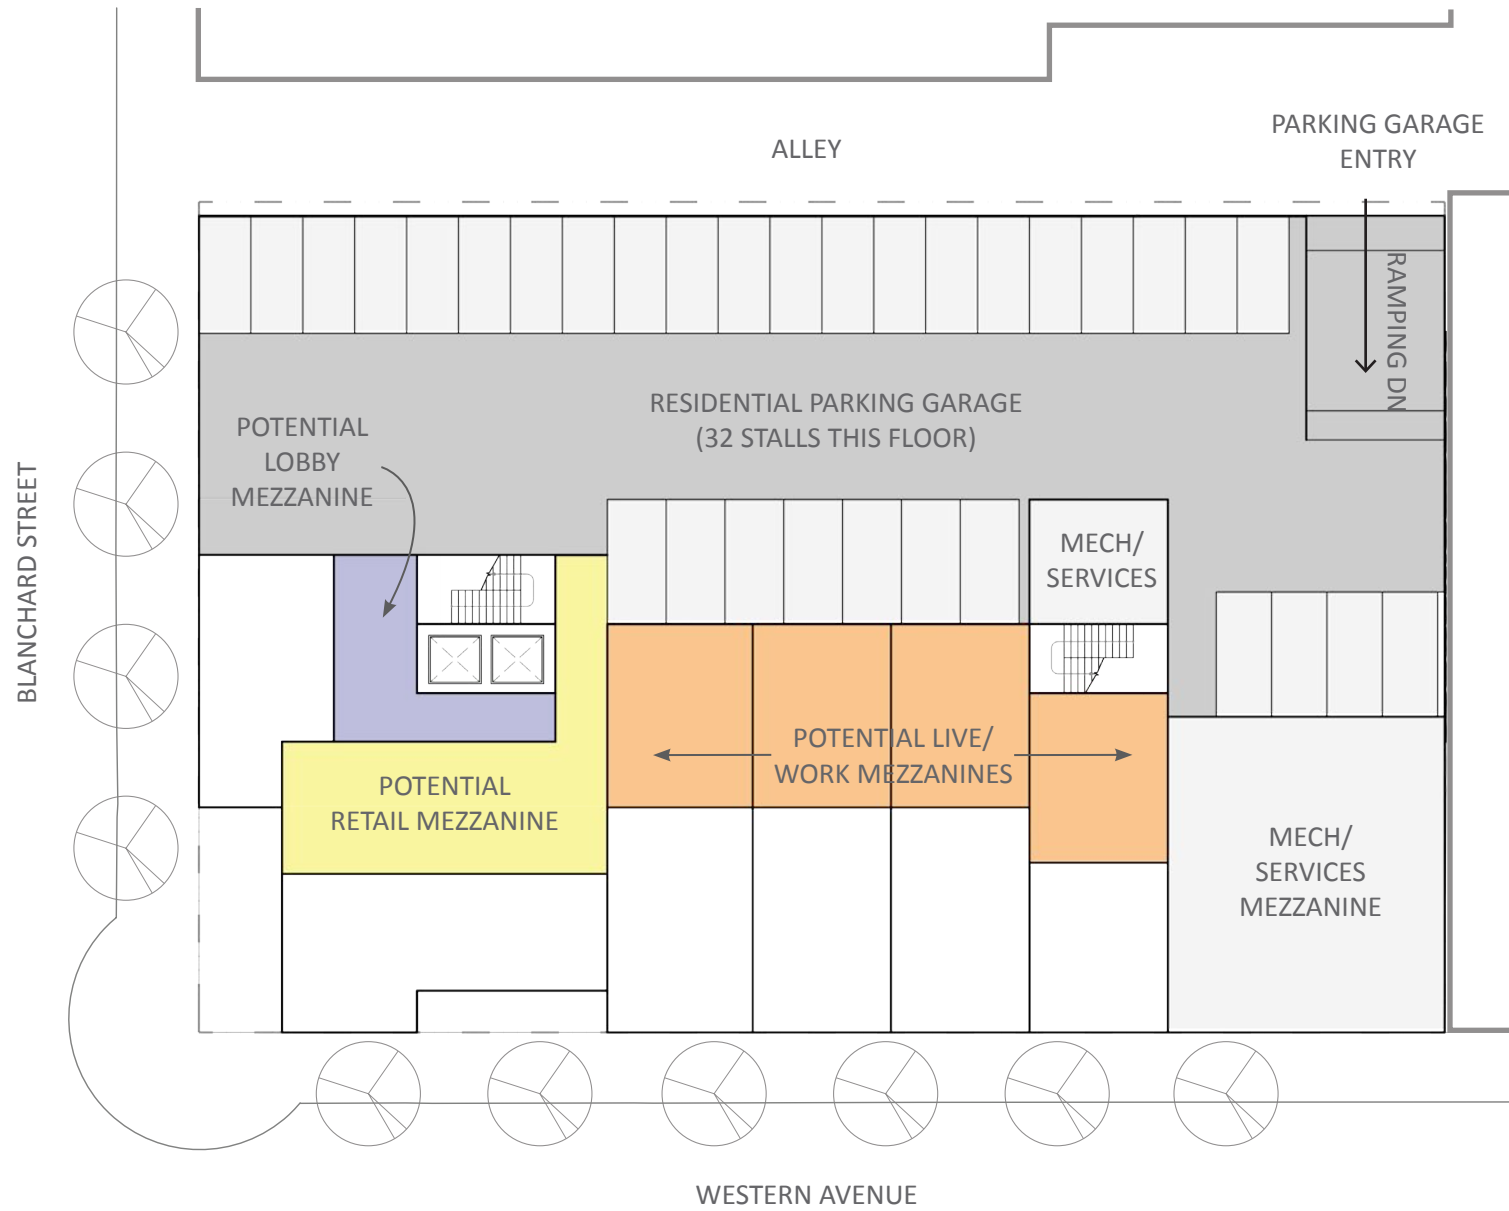 ALLEY
PARKING GARAGE
ENTRY
RAMPING DN
RESIDENTIAL PARKING GARAGE
(32 STALLS THIS FLOOR)
POTENTIAL
LOBBY
MEZZANINE
BLANCHARD STREET
MECH/
SERVICES
POTENTIAL LIVE/
WORK MEZZANINES
POTENTIAL
RETAIL MEZZANINE
MECH/
SERVICES
MEZZANINE
WESTERN AVENUE